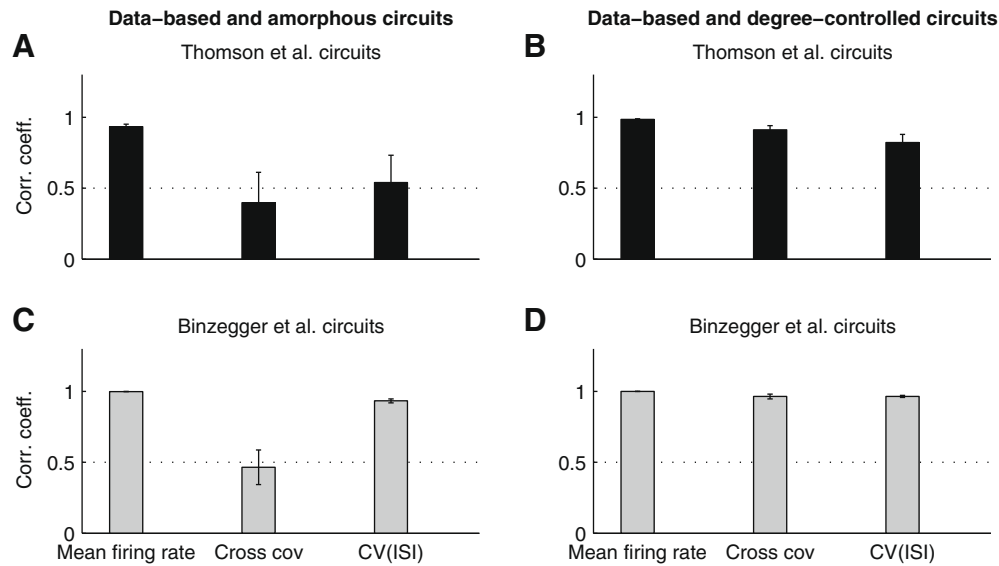 Data−based and amorphous circuits
Data−based and degree−controlled circuits
A
Thomson et al. circuits
Corr. coeff.
1
0.5
0
B
Thomson et al. circuits
1
0.5
0
C
Binzegger et al. circuits
Corr. coeff.
1
0.5
0
Mean firing rate Cross cov CV(ISI)
D
Binzegger et al. circuits
1
0.5
0
Mean firing rate Cross cov CV(ISI)